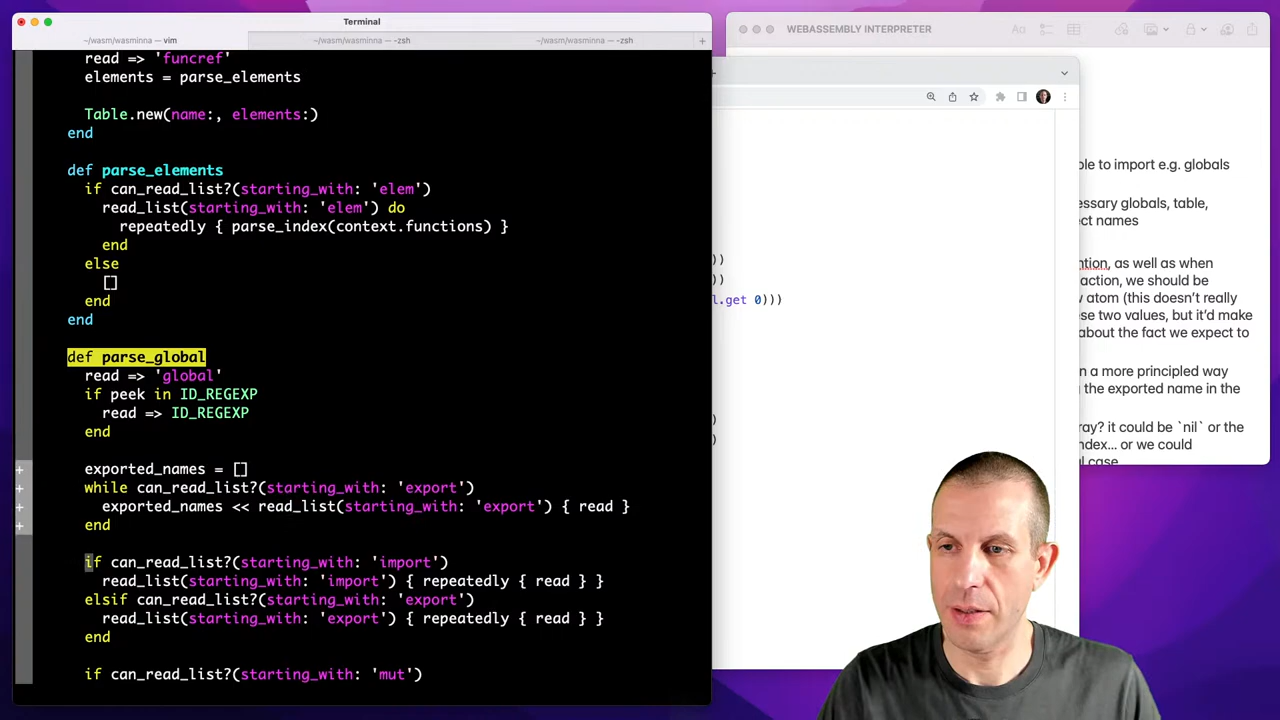 Terminal
~/wasm/wasminna — vim
~/wasm/wasminna — -zsh
~/wasm/wasminna — -zsh
read => 'funcref'
elements = parse_elements
Table.new(name:, elements:)
end
def parse_elements
if can_read_list?(starting_with: 'elem')
read_list(starting_with: 'elem') do
repeatedly { parse_index(context.functions) }
end
else
[]
end
end
def parse_global
read => 'global'
if peek in ID_REGEXP
read => ID_REGEXP
end
+ exported_names = []
+ while can_read_list?(starting_with: 'export')
+ exported_names << read_list(starting_with: 'export') { read }
+ end
if can_read_list?(starting_with: 'import')
read_list(starting_with: 'import') { repeatedly { read } }
elsif can_read_list?(starting_with: 'export')
read_list(starting_with: 'export') { repeatedly { read } }
end
if can_read_list?(starting_with: 'mut')
WEBASSEMBLY INTERPRETER
))
))
l.get 0)))
)
)
ble to import e.g. globals
essary globals, table,
ect names
ntion, as well as when
action, we should be
w atom (this doesn't really
ese two values, but it'd make
about the fact we expect to
n a more principled way
g the exported name in the
ray? it could be `nil` or the
ndex... or we could
al case